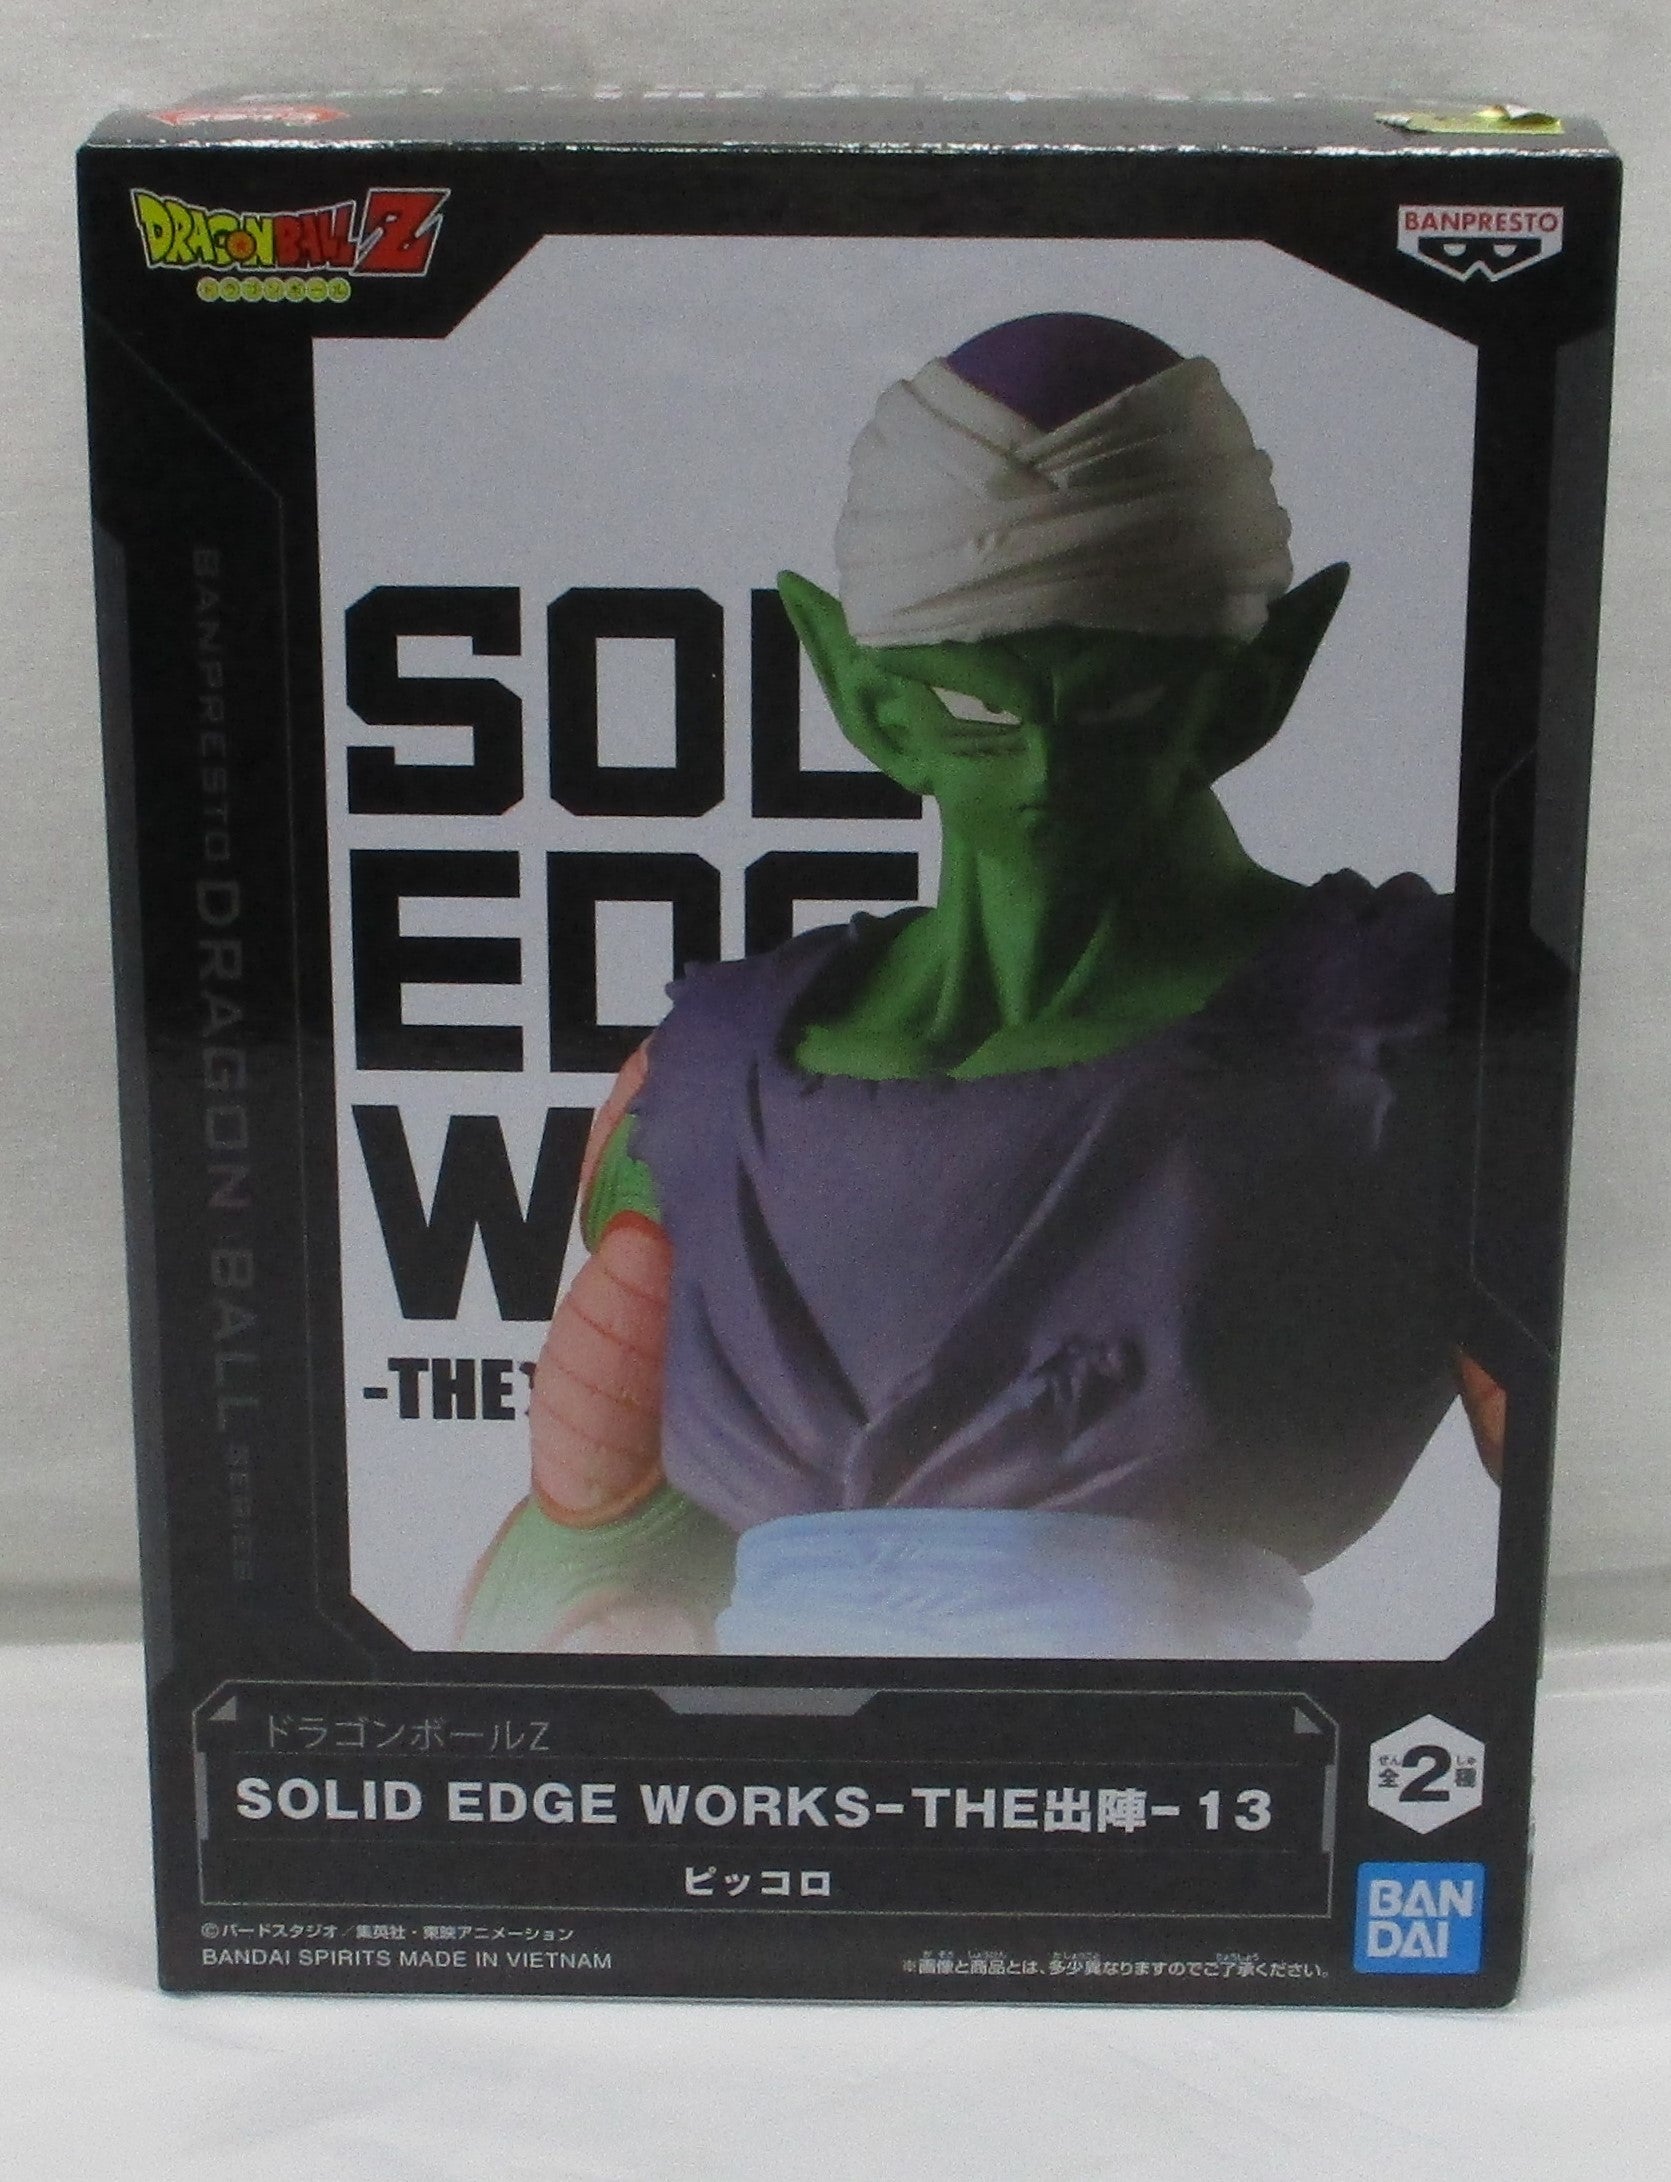 DRAGON BALL Z
ドラゴンボール
BANPRESTO
BANPRESTO DRAGON BALL SERIES
SOL
EDG
W
-THE
ドラゴンボールZ
SOLID EDGE WORKS-THE出陣-13
ピッコロ
せん しゅ
全2種
BAN
DAI
©バードスタジオ/集英社・東映アニメーション
BANDAI SPIRITS MADE IN VIETNAM
※画像と商品とは、多少異なりますのでご了承ください。